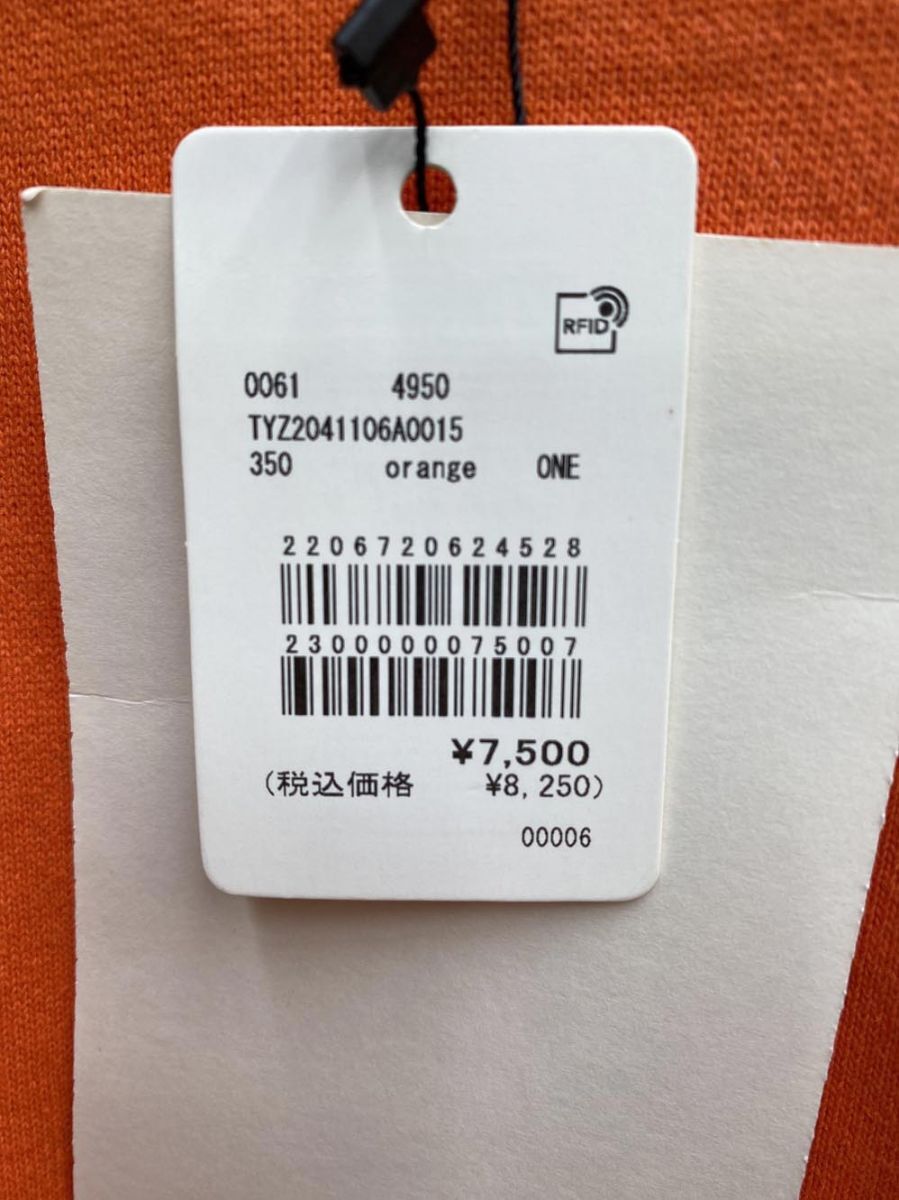 RFID
0061 4950
TYZ2041106A0015
350 orange ONE
2206720624528
2300000075007
¥7,500
(税込価格 ¥8,250)
00006